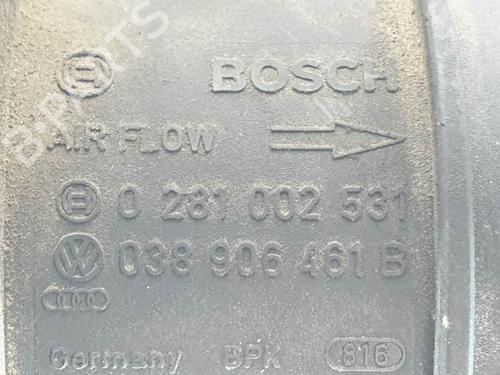 BOSCH
AIR FLOW
0 281 002 531
038 906 461 B
Germany BPK 816
B-PARTS